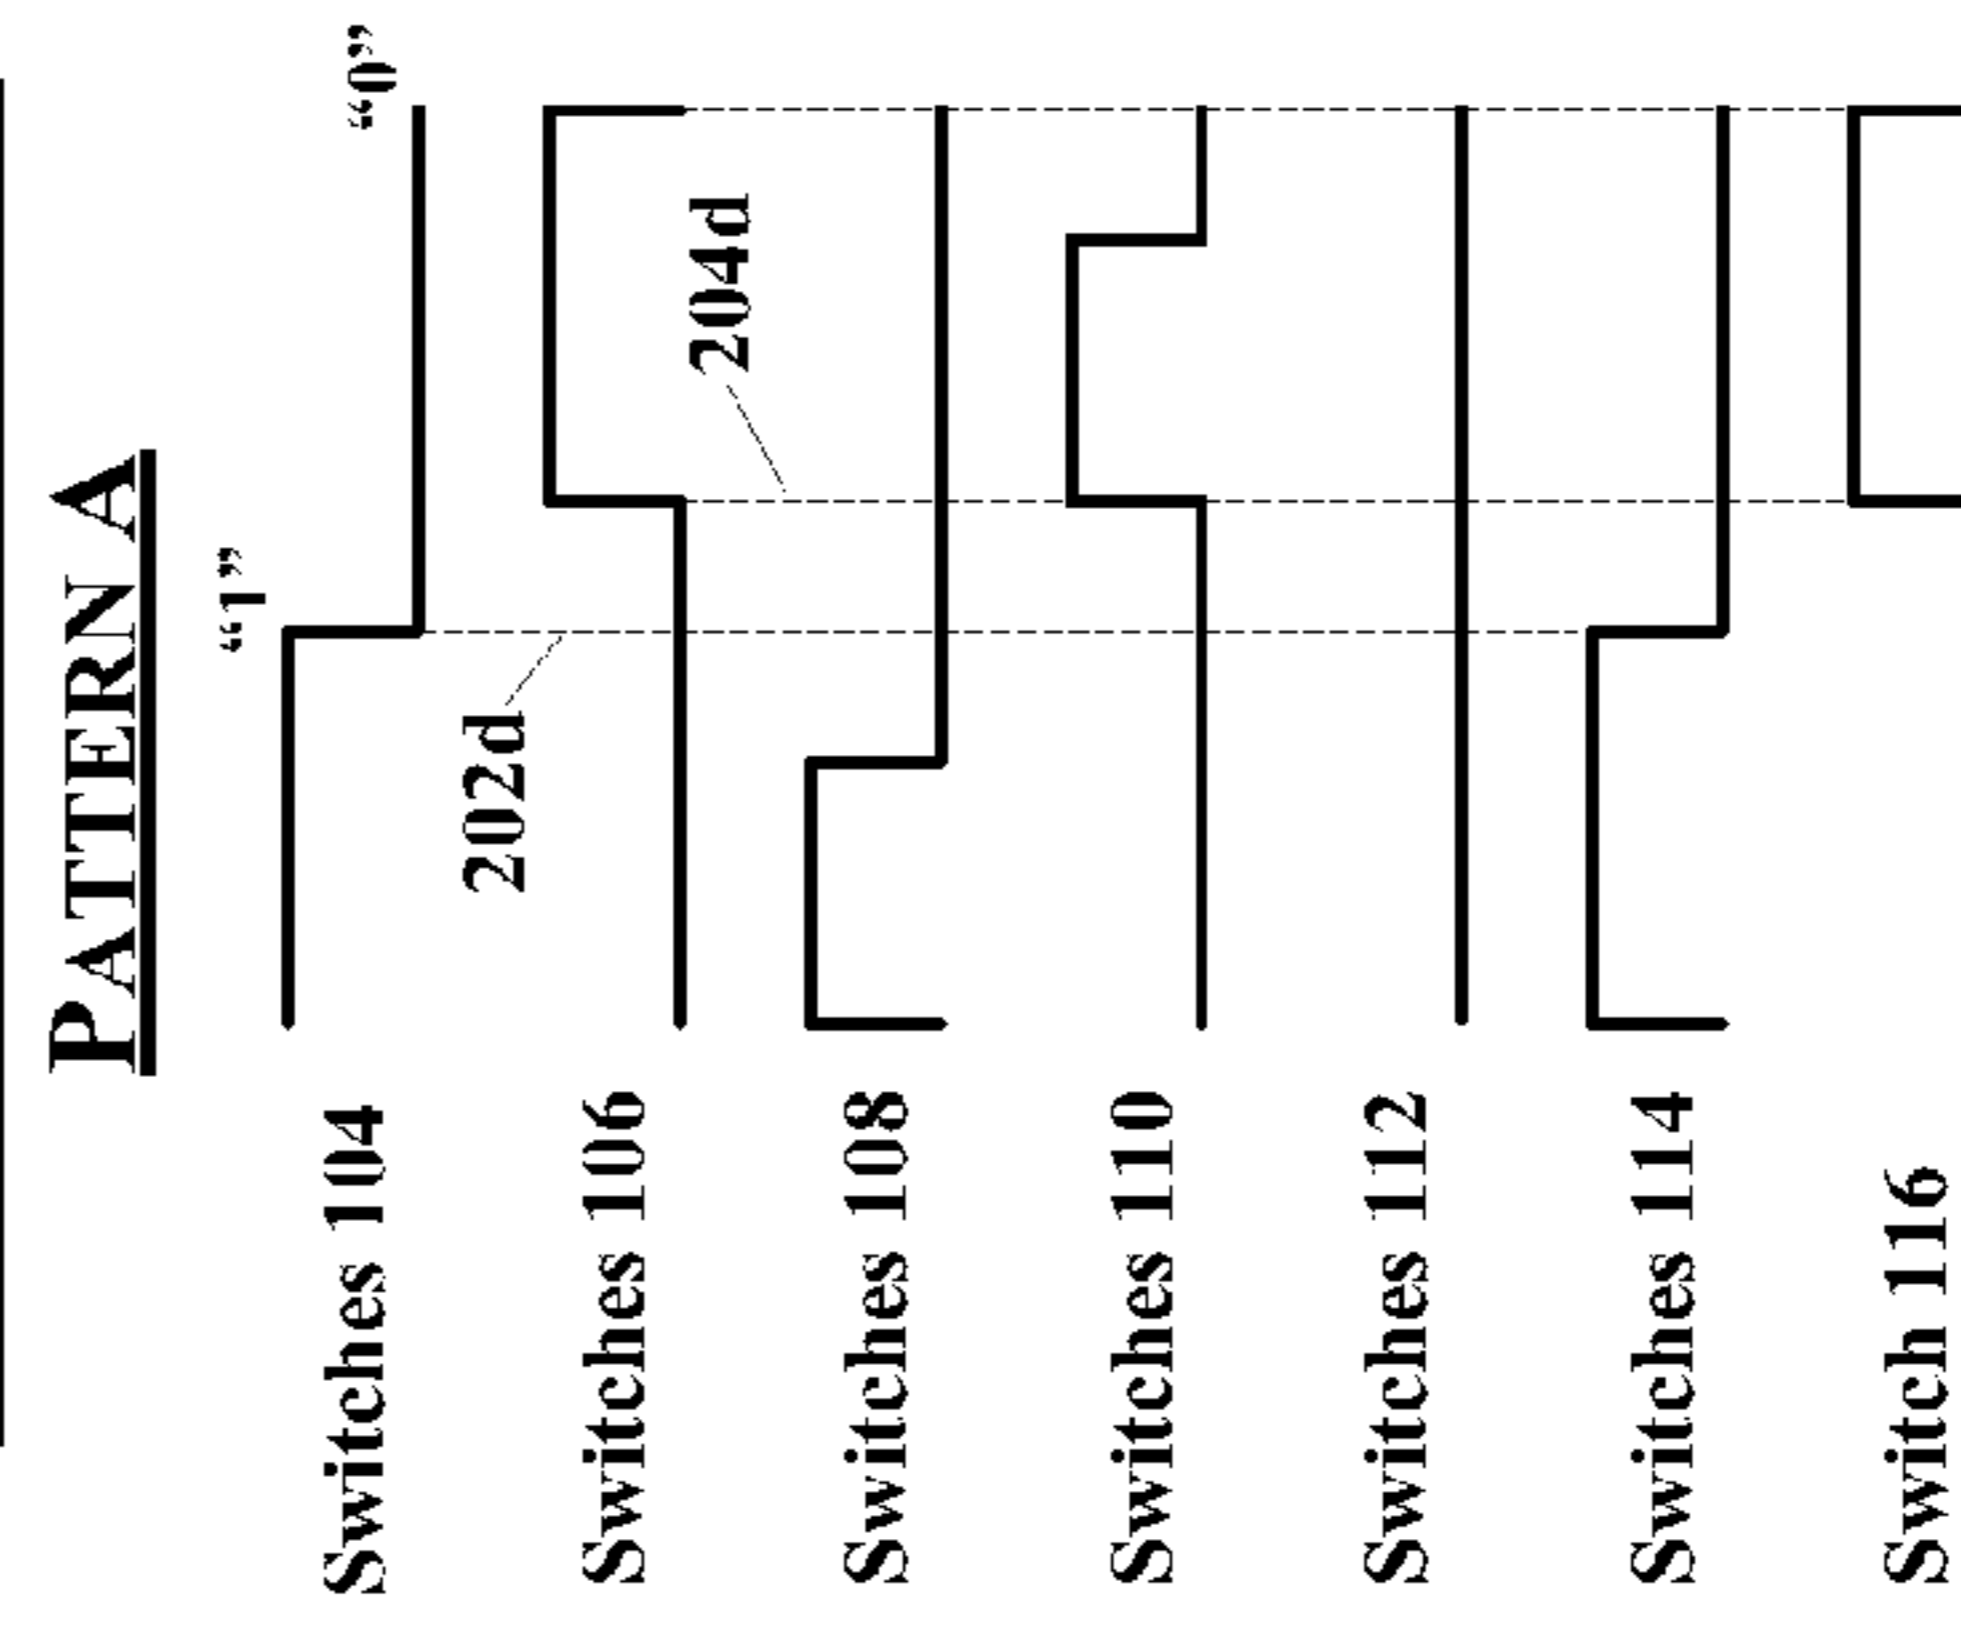 PATTERN A
“1”
“0”
Switches 104
202d
Switches 106
204d
Switches 108
Switches 110
Switches 112
Switches 114
Switch 116